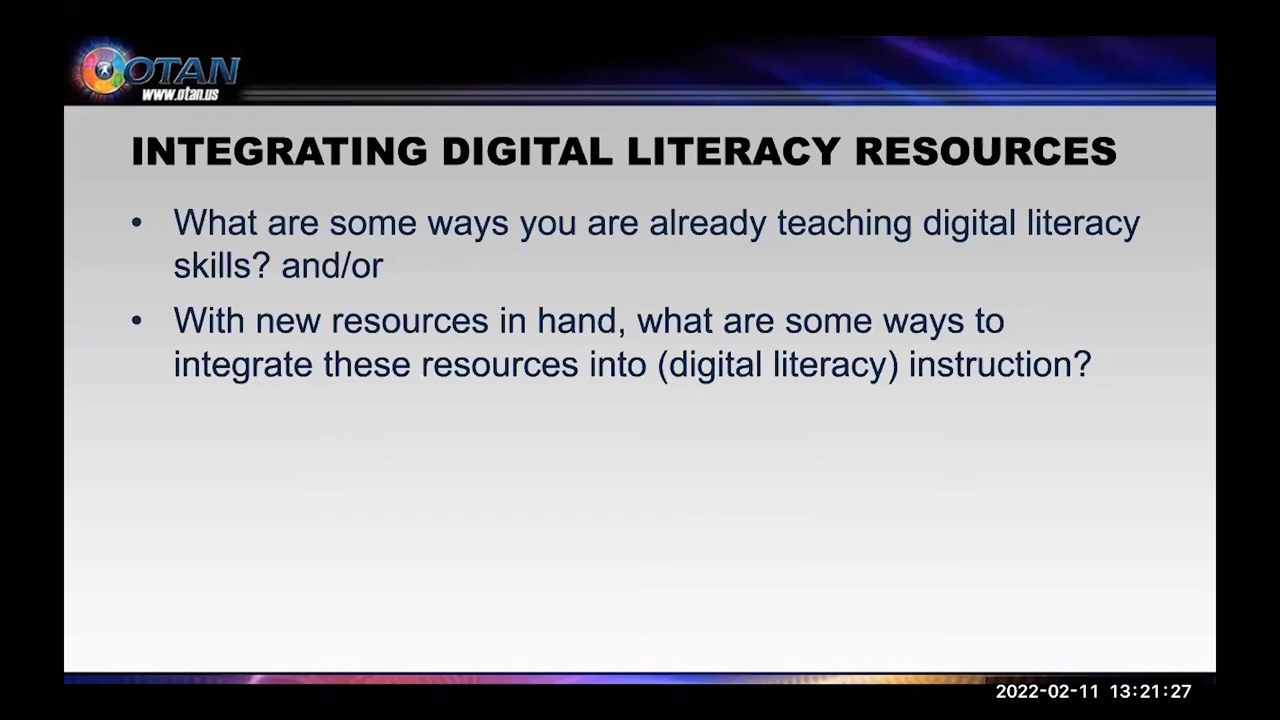 OTAN
www.otan.us
INTEGRATING DIGITAL LITERACY RESOURCES
• What are some ways you are already teaching digital literacy
skills? and/or
• With new resources in hand, what are some ways to
integrate these resources into (digital literacy) instruction?
2022-02-11 13:21:27